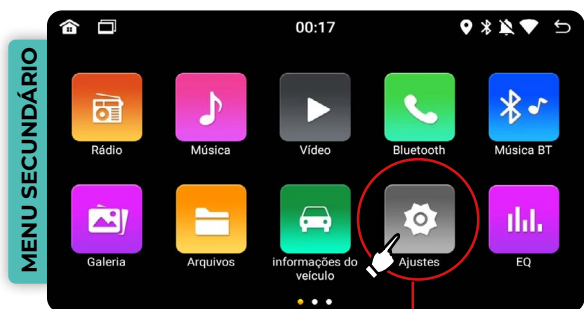 MENU SECUNDÁRIO
00:17
Rádio
Música
Vídeo
Bluetooth
Música BT
Galeria
Arquivos
informações do
veículo
Ajustes
EQ